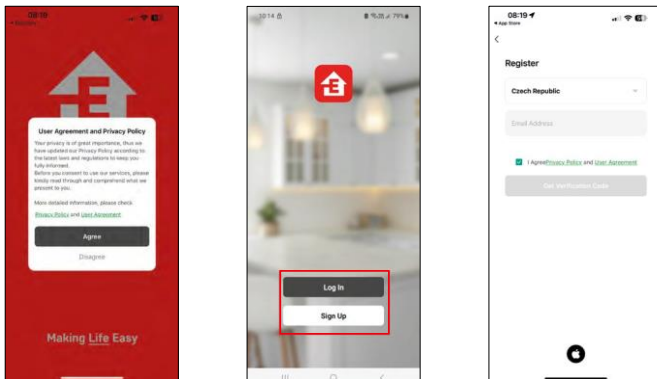 08:19
User Agreement and Privacy Policy
Your privacy is of great importance, thus we
have updated our Privacy Policy according to
the latest laws and regulations to keep you
fully informed.
Before you consent to use our services, please
kindly read through and comprehend what we
present to you.
More detailed information, please check
Privacy Policy and User Agreement
Agree
Disagree
Making Life Easy
10:14
79%
E
Log In
Sign Up
08:19
App Store
Register
Czech Republic
Email Address
I AgreePrivacy Policy and User Agreement
Get Verification Code